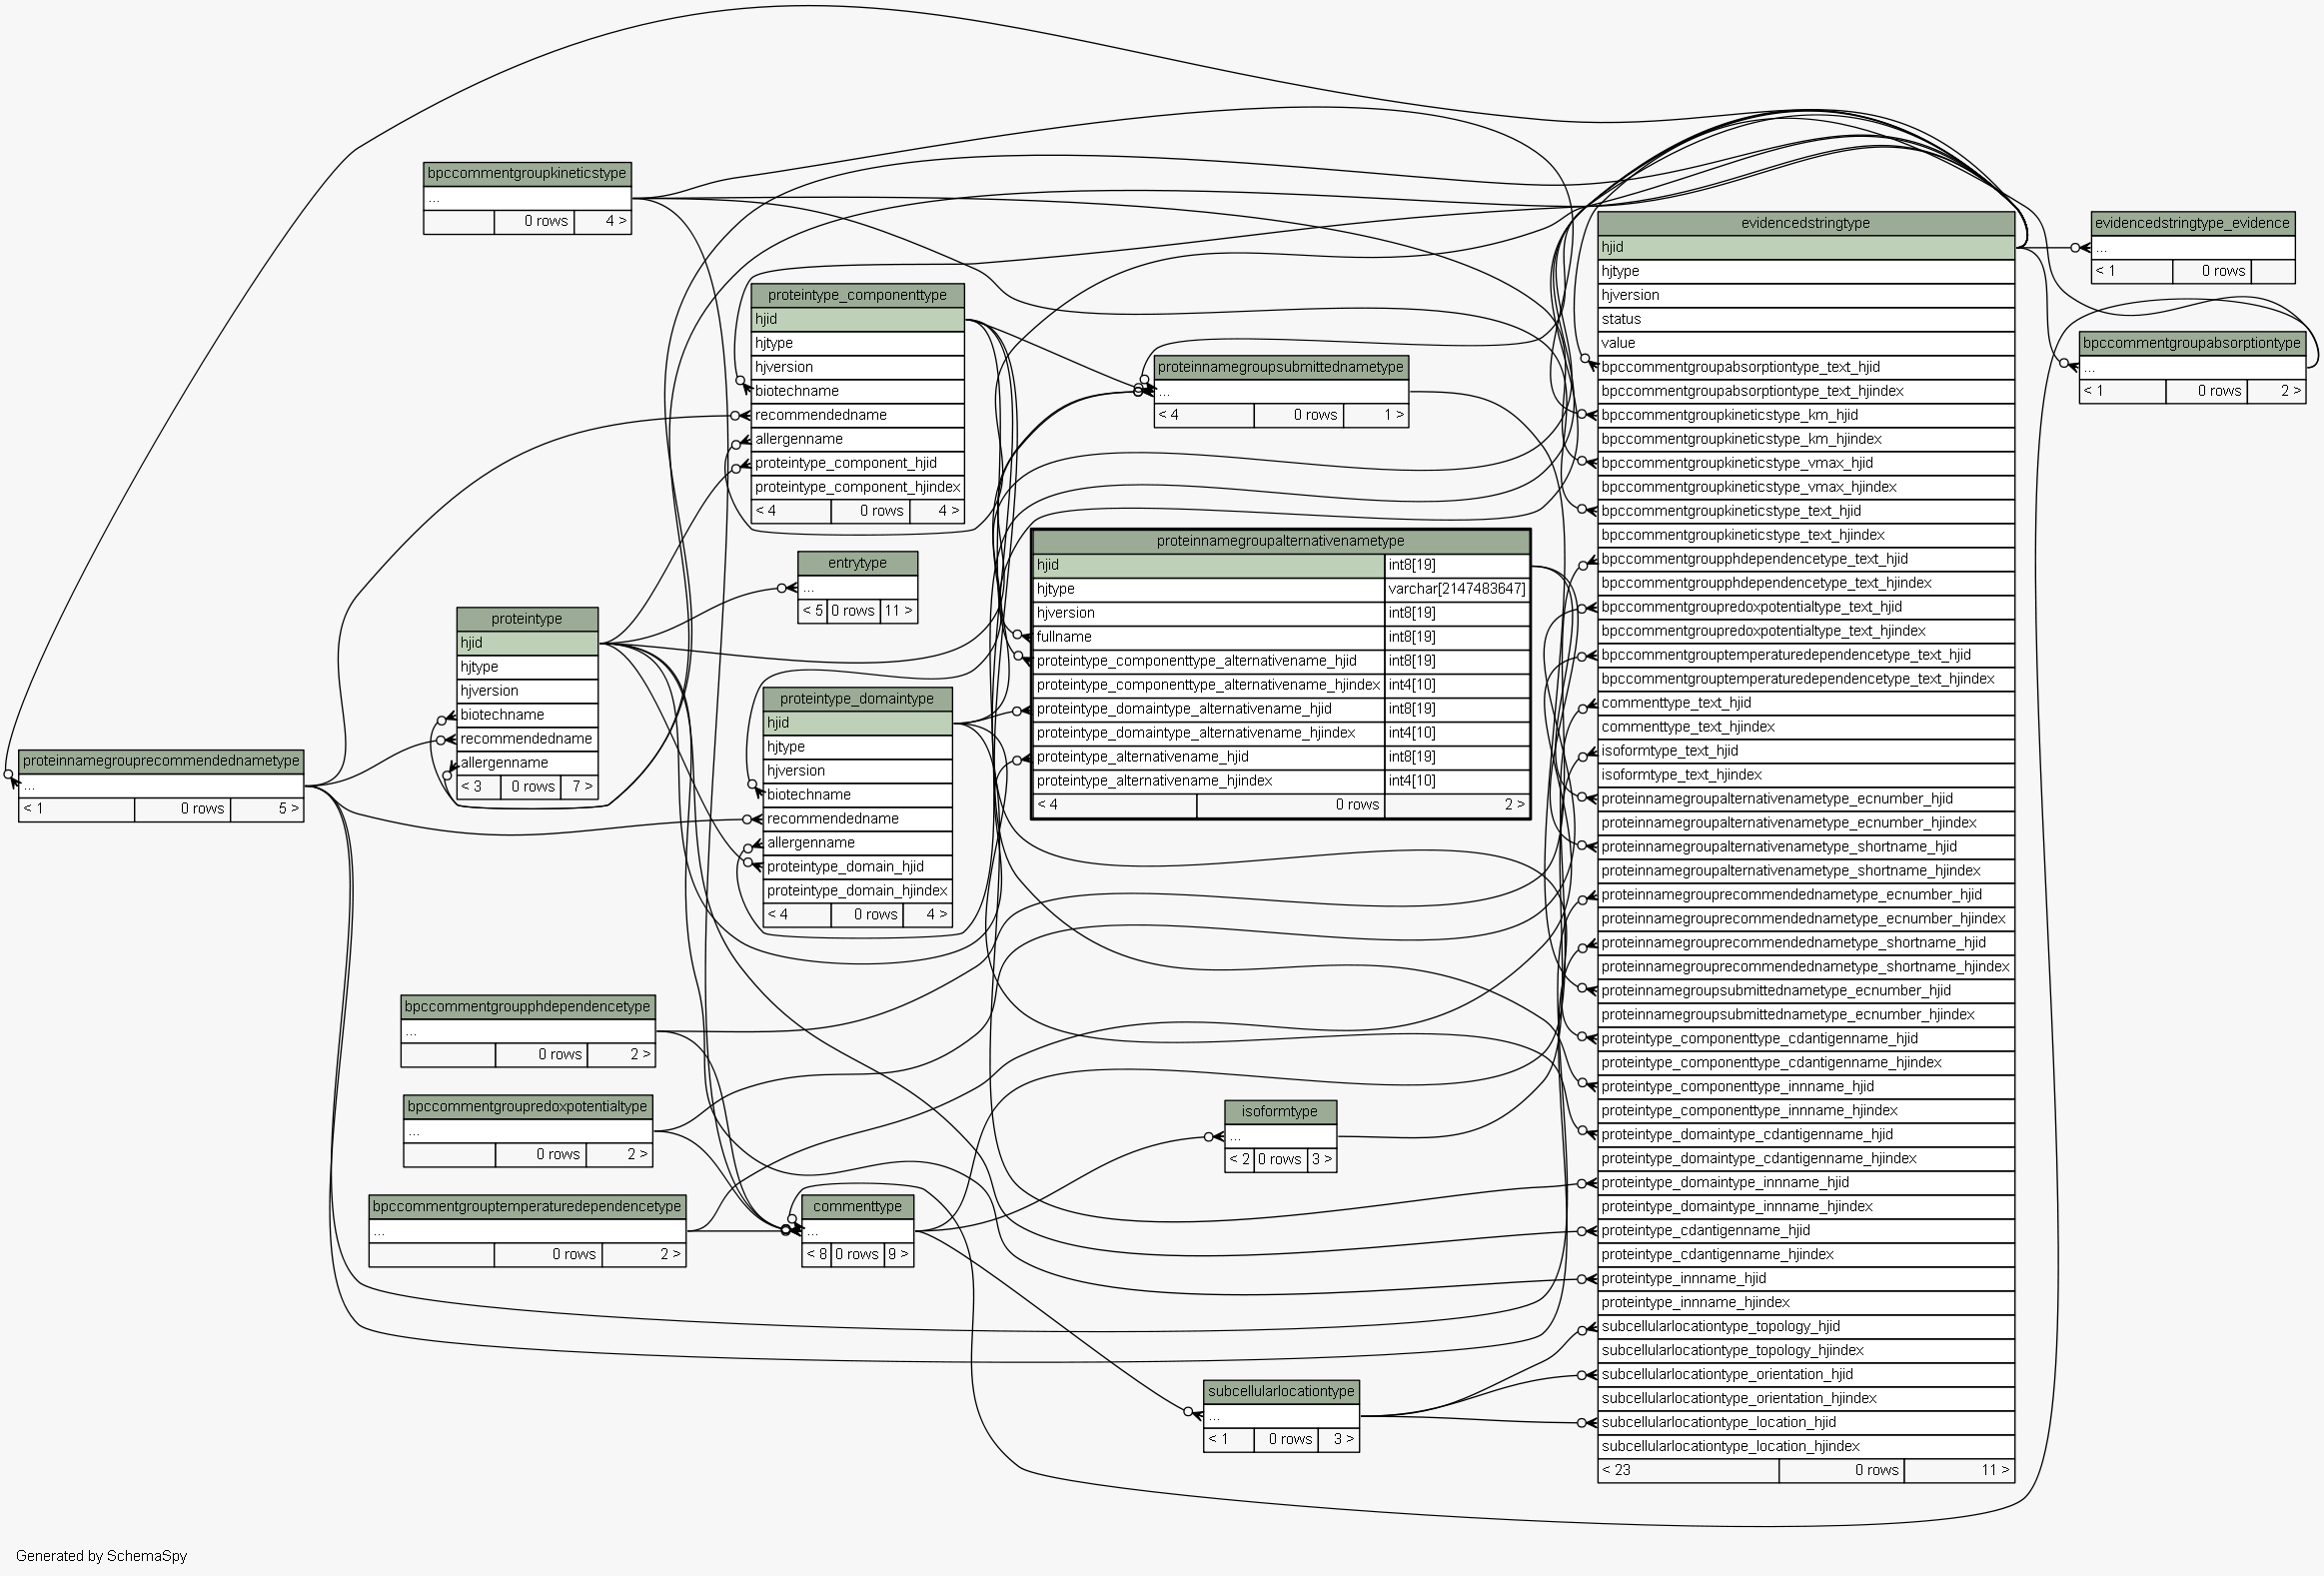 bpccommentgroupkineticstype
...
0 rows
4 >
proteintype_componenttype
hjid
hjtype
hjversion
biotechname
recommendedname
allergenname
proteintype_component_hjid
proteintype_component_hjindex
< 4
0 rows
4 >
proteinnamegroupsubmittednametype
...
< 4
0 rows
1 >
evidencedstringtype
hjid
hjtype
hjversion
status
value
bpccommentgroupabsorptiontype_text_hjid
bpccommentgroupabsorptiontype_text_hjindex
bpccommentgroupkineticstype_km_hjid
bpccommentgroupkineticstype_km_hjindex
bpccommentgroupkineticstype_vmax_hjid
bpccommentgroupkineticstype_vmax_hjindex
bpccommentgroupkineticstype_text_hjid
bpccommentgroupkineticstype_text_hjindex
bpccommentgroupphdependencetype_text_hjid
bpccommentgroupphdependencetype_text_hjindex
bpccommentgroupredoxpotentialtype_text_hjid
bpccommentgroupredoxpotentialtype_text_hjindex
bpccommentgrouptemperaturedependencetype_text_hjid
bpccommentgrouptemperaturedependencetype_text_hjindex
commenttype_text_hjid
commenttype_text_hjindex
isoformtype_text_hjid
isoformtype_text_hjindex
proteinnamegroupalternativenametype_ecnumber_hjid
proteinnamegroupalternativenametype_ecnumber_hjindex
proteinnamegroupalternativenametype_shortname_hjid
proteinnamegroupalternativenametype_shortname_hjindex
proteinnamegrouprecommendednametype_ecnumber_hjid
proteinnamegrouprecommendednametype_ecnumber_hjindex
proteinnamegrouprecommendednametype_shortname_hjid
proteinnamegrouprecommendednametype_shortname_hjindex
proteinnamegroupsubmittednametype_ecnumber_hjid
proteinnamegroupsubmittednametype_ecnumber_hjindex
proteintype_componenttype_cdantigenname_hjid
proteintype_componenttype_cdantigenname_hjindex
proteintype_componenttype_innname_hjid
proteintype_componenttype_innname_hjindex
proteintype_domaintype_cdantigenname_hjid
proteintype_domaintype_cdantigenname_hjindex
proteintype_domaintype_innname_hjid
proteintype_domaintype_innname_hjindex
proteintype_cdantigenname_hjid
proteintype_cdantigenname_hjindex
proteintype_innname_hjid
proteintype_innname_hjindex
subcellularlocationtype_topology_hjid
subcellularlocationtype_topology_hjindex
subcellularlocationtype_orientation_hjid
subcellularlocationtype_orientation_hjindex
subcellularlocationtype_location_hjid
subcellularlocationtype_location_hjindex
< 23
0 rows
11 >
evidencedstringtype_evidence
...
< 1
0 rows
bpccommentgroupabsorptiontype
...
< 1
0 rows
2 >
proteinnamegroupalternativenametype
hjid int8[19]
hjtype varchar[2147483647]
hjversion int8[19]
fullname int8[19]
proteintype_componenttype_alternativename_hjid int8[19]
proteintype_componenttype_alternativename_hjindex int4[10]
proteintype_domaintype_alternativename_hjid int8[19]
proteintype_domaintype_alternativename_hjindex int4[10]
proteintype_alternativename_hjid int8[19]
proteintype_alternativename_hjindex int4[10]
< 4
0 rows
2 >
entrytype
...
< 5
0 rows
11 >
proteintype
hjid
hjtype
hjversion
biotechname
recommendedname
allergenname
< 3
0 rows
7 >
proteintype_domaintype
hjid
hjtype
hjversion
biotechname
recommendedname
allergenname
proteintype_domain_hjid
proteintype_domain_hjindex
< 4
0 rows
4 >
proteinnamegrouprecommendednametype
...
< 1
0 rows
5 >
bpccommentgroupphdependencetype
...
0 rows
2 >
bpccommentgroupredoxpotentialtype
...
0 rows
2 >
bpccommentgrouptemperaturedependencetype
...
0 rows
2 >
commenttype
...
< 8
0 rows
9 >
isoformtype
...
< 2
0 rows
3 >
subcellularlocationtype
...
< 1
0 rows
3 >
Generated by SchemaSpy